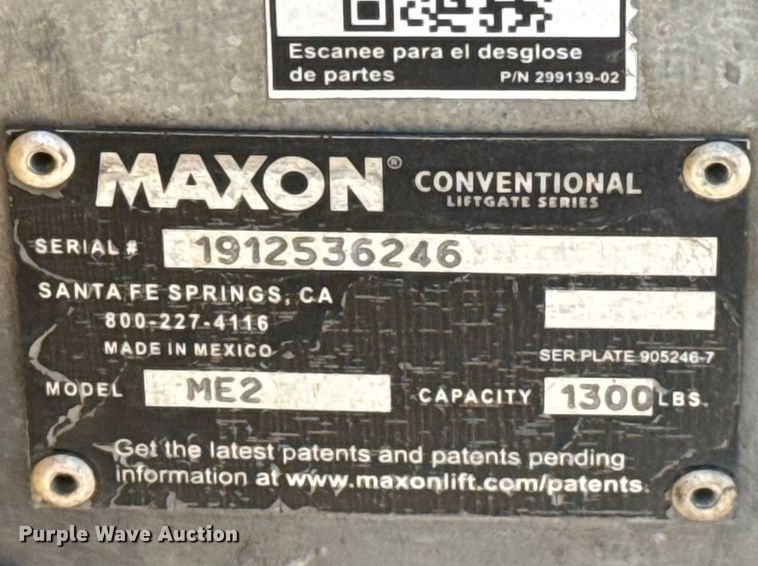 Escanee para el desglose
de partes P/N 299139-02
MAXON® CONVENTIONAL
LIFTGATE SERIES
SERIAL # 1912536246
SANTA FE SPRINGS, CA
800-227-4116
MADE IN MEXICO SER.PLATE 905246-7
MODEL ME2 CAPACITY 1300 LBS.
Get the latest patents and patents pending
information at www.maxonlift.com/patents.
Purple Wave Auction